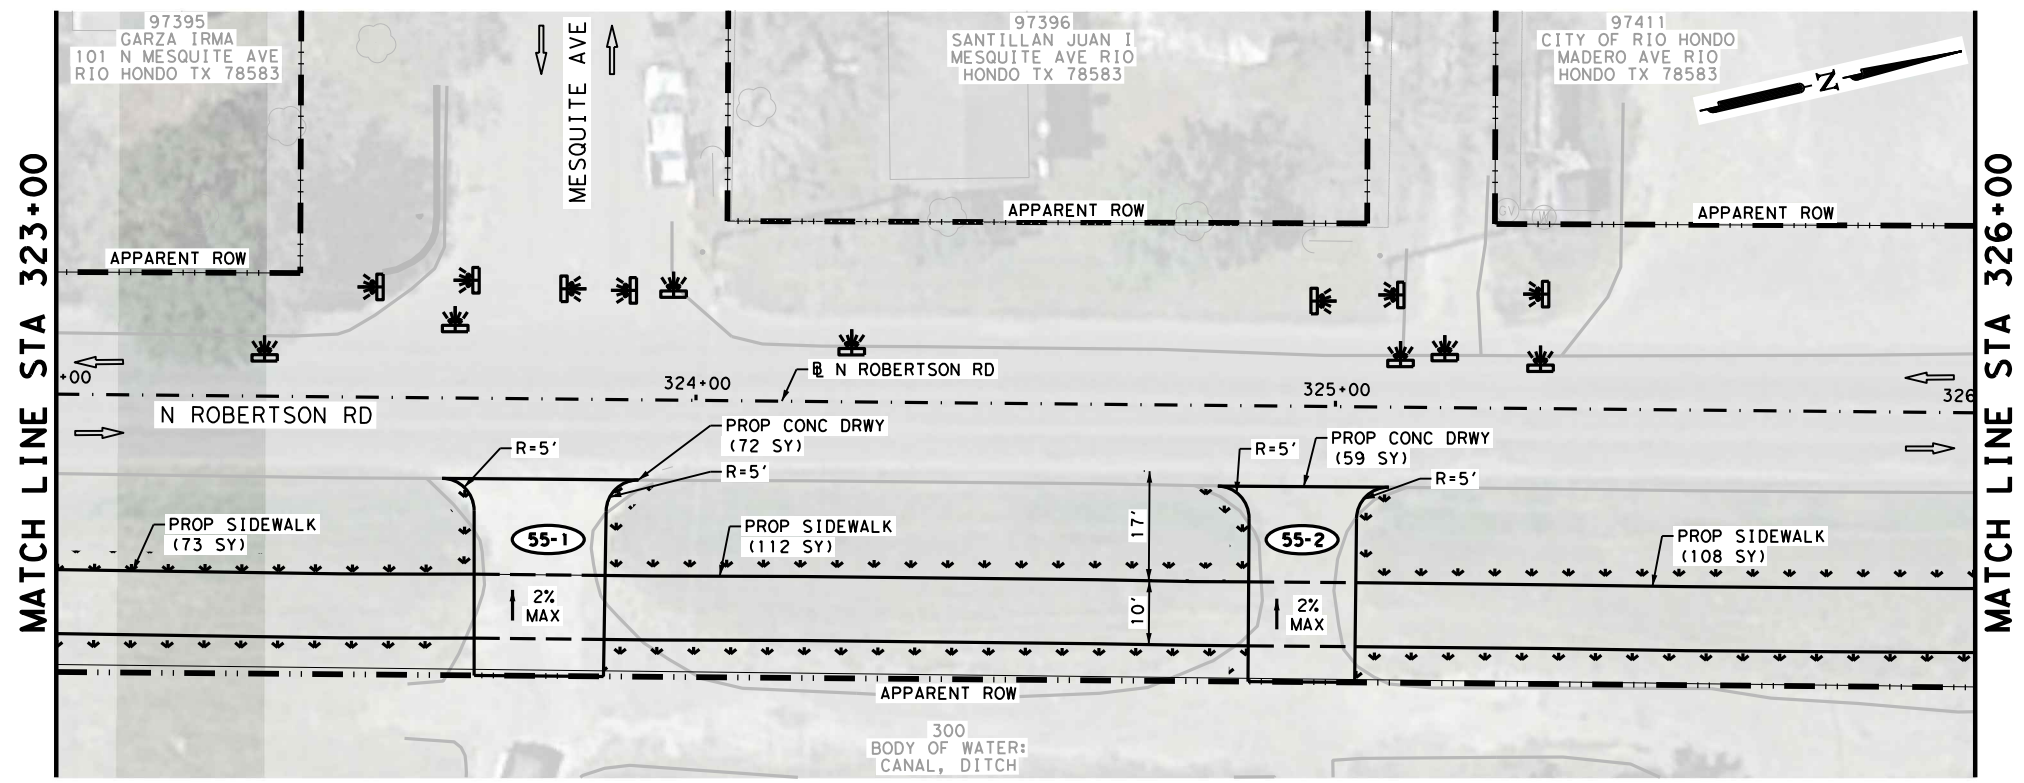 97395
GARZA IRMA
101 N MESQUITE AVE
RIO HONDO TX 78583
MESQUITE AVE
97396
SANTILLAN JUAN I
MESQUITE AVE RIO
HONDO TX 78583
97411
CITY OF RIO HONDO
MADERO AVE RIO
HONDO TX 78583
N
MATCH LINE STA 323+00
MATCH LINE STA 326+00
APPARENT ROW
APPARENT ROW
APPARENT ROW
GV
W
+00
324+00
℄ N ROBERTSON RD
325+00
326
N ROBERTSON RD
R=5'
PROP CONC DRWY
(72 SY)
R=5'
R=5'
PROP CONC DRWY
(59 SY)
R=5'
PROP SIDEWALK
(73 SY)
55-1
PROP SIDEWALK
(112 SY)
17'
55-2
PROP SIDEWALK
(108 SY)
2%
MAX
10'
2%
MAX
APPARENT ROW
300
BODY OF WATER:
CANAL, DITCH